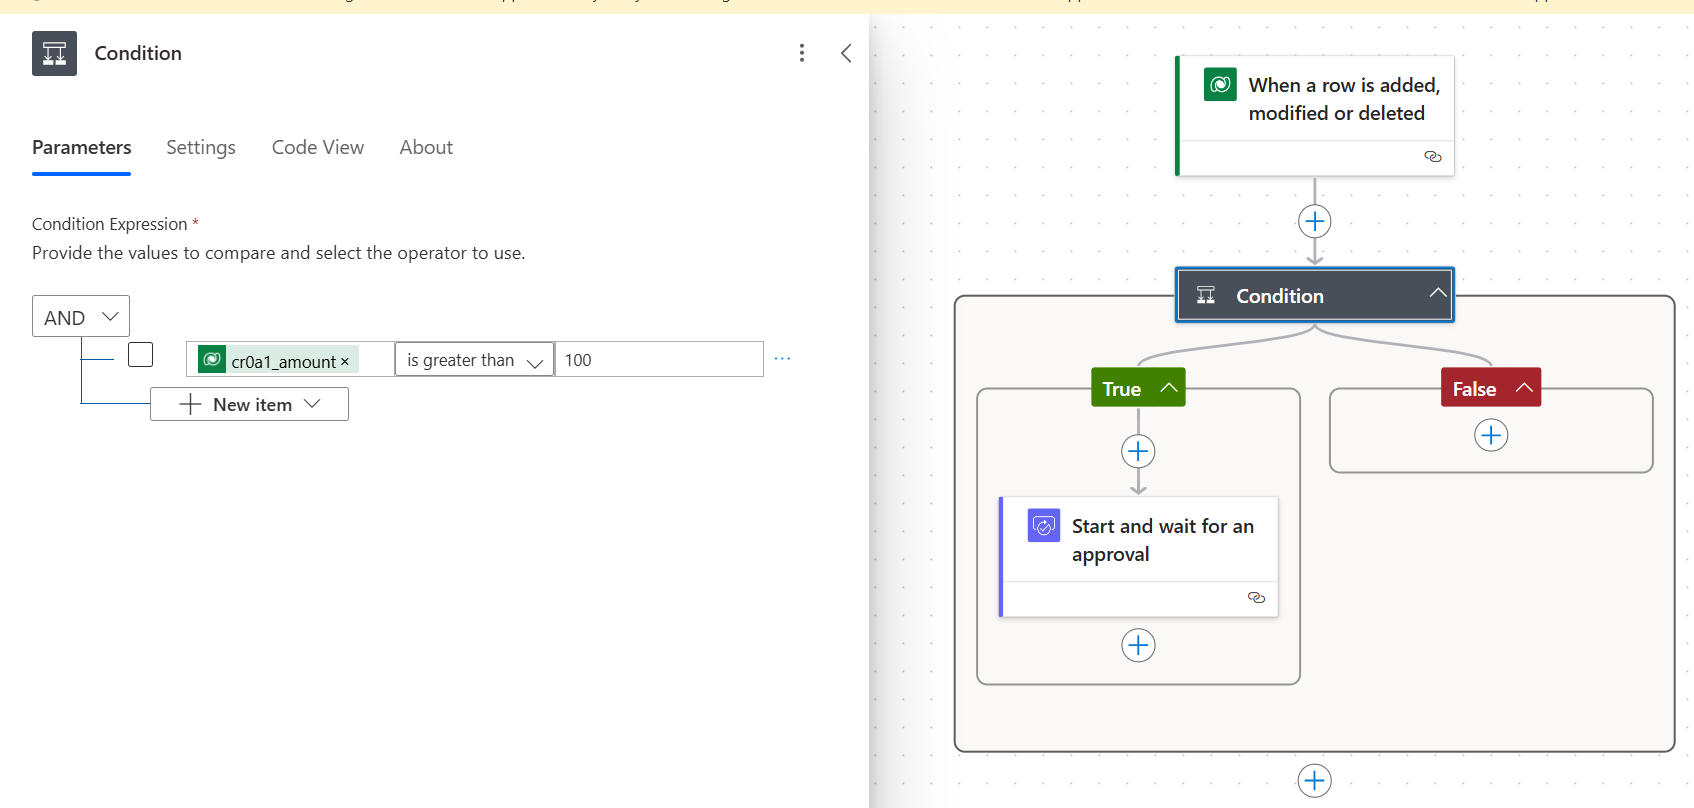 Condition
Parameters
Settings
Code View
About
Condition Expression *
Provide the values to compare and select the operator to use.
AND
cr0a1_amount ×
is greater than
100
...
New item
When a row is added,
modified or deleted
Condition
True
False
Start and wait for an
approval